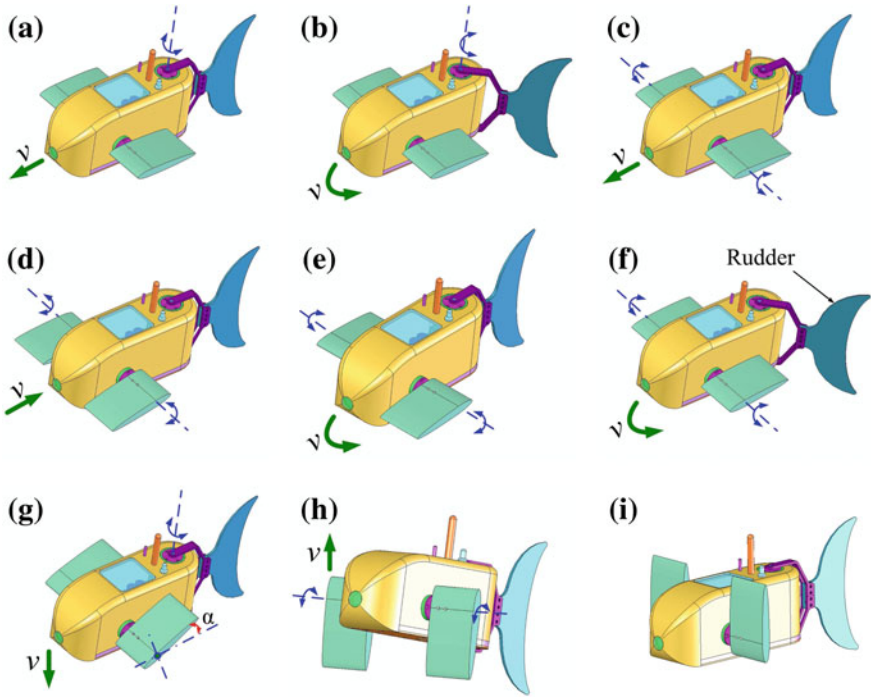 (a)
v
(b)
v
(c)
v
(d)
v
(e)
v
(f)
Rudder
v
(g)
α
v
(h)
v
(i)